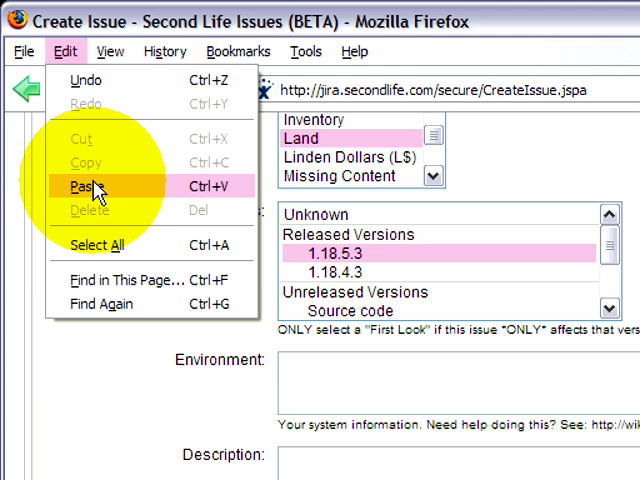 Create Issue - Second Life Issues (BETA) - Mozilla Firefox
File Edit View History Bookmarks Tools Help
http://jira.secondlife.com/secure/CreateIssue.jspa
Undo Ctrl+Z
Redo Ctrl+Y
Cut Ctrl+X
Copy Ctrl+C
Paste Ctrl+V
Delete Del
Select All Ctrl+A
Find in This Page... Ctrl+F
Find Again Ctrl+G
Inventory
Land
Linden Dollars (L$)
Missing Content
s:
Unknown
Released Versions
1.18.5.3
1.18.4.3
Unreleased Versions
Source code
ONLY select a "First Look" if this issue *ONLY* affects that vers
Environment:
Your system information. Need help doing this? See: http://wik
Description: